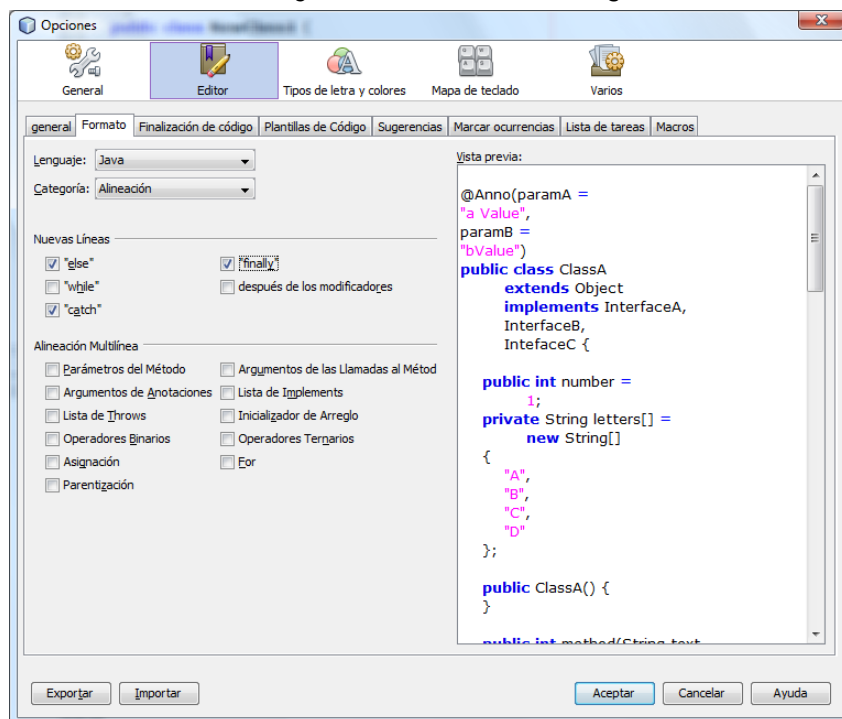 Opciones
General Editor Tipos de letra y colores Mapa de teclado Varios
general Formato Finalización de código Plantillas de Código Sugerencias Marcar ocurrencias Lista de tareas Macros
Lenguaje: Java
Categoría: Alineación
Nuevas Líneas
"else" "finally"
"while" después de los modificadores
"catch"
Alineación Multilínea
Parámetros del Método Argumentos de las Llamadas al Métod
Argumentos de Anotaciones Lista de Implements
Lista de Throws Inicializador de Arreglo
Operadores Binarios Operadores Ternarios
Asignación For
Parentización
Vista previa:
@Anno(paramA =
"a Value",
paramB =
"bValue")
public class ClassA
extends Object
implements InterfaceA,
InterfaceB,
IntefaceC {
public int number =
1;
private String letters[] =
new String[]
{
"A",
"B",
"C",
"D"
};
public ClassA() {
}
public int method(String text,
Exportar Importar Aceptar Cancelar Ayuda